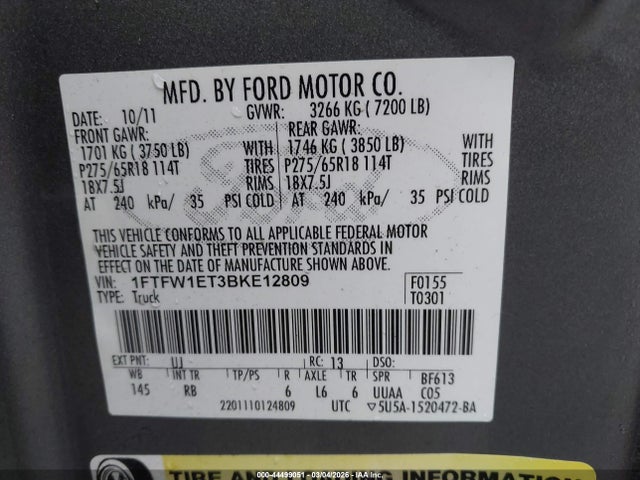 MFD. BY FORD MOTOR CO.
DATE: 10/11 GVWR: 3266 KG ( 7200 LB)
FRONT GAWR: REAR GAWR:
1701 KG ( 3750 LB) WITH 1746 KG ( 3850 LB) WITH
P275/65R18 114T TIRES P275/65R18 114T TIRES
18X7.5J RIMS 18X7.5J RIMS
AT 240 kPa/ 35 PSI COLD AT 240 kPa/ 35 PSI COLD
Ford
THIS VEHICLE CONFORMS TO ALL APPLICABLE FEDERAL MOTOR
VEHICLE SAFETY AND THEFT PREVENTION STANDARDS IN
EFFECT ON THE DATE OF MANUFACTURE SHOWN ABOVE.
VIN: 1FTFW1ET3BKE12809 F0155
TYPE: Truck T0301
EXT PNT: UJ RC: 13 DSO:
WB INT TR TP/PS R AXLE TR SPR BF613
145 RB 6 L6 6 UUAA C05
2201110124809 UTC ▽5U5A-1520472-BA
TIRE AND INFORMATION
000-44499051 - 03/04/2026 - COPART IAA